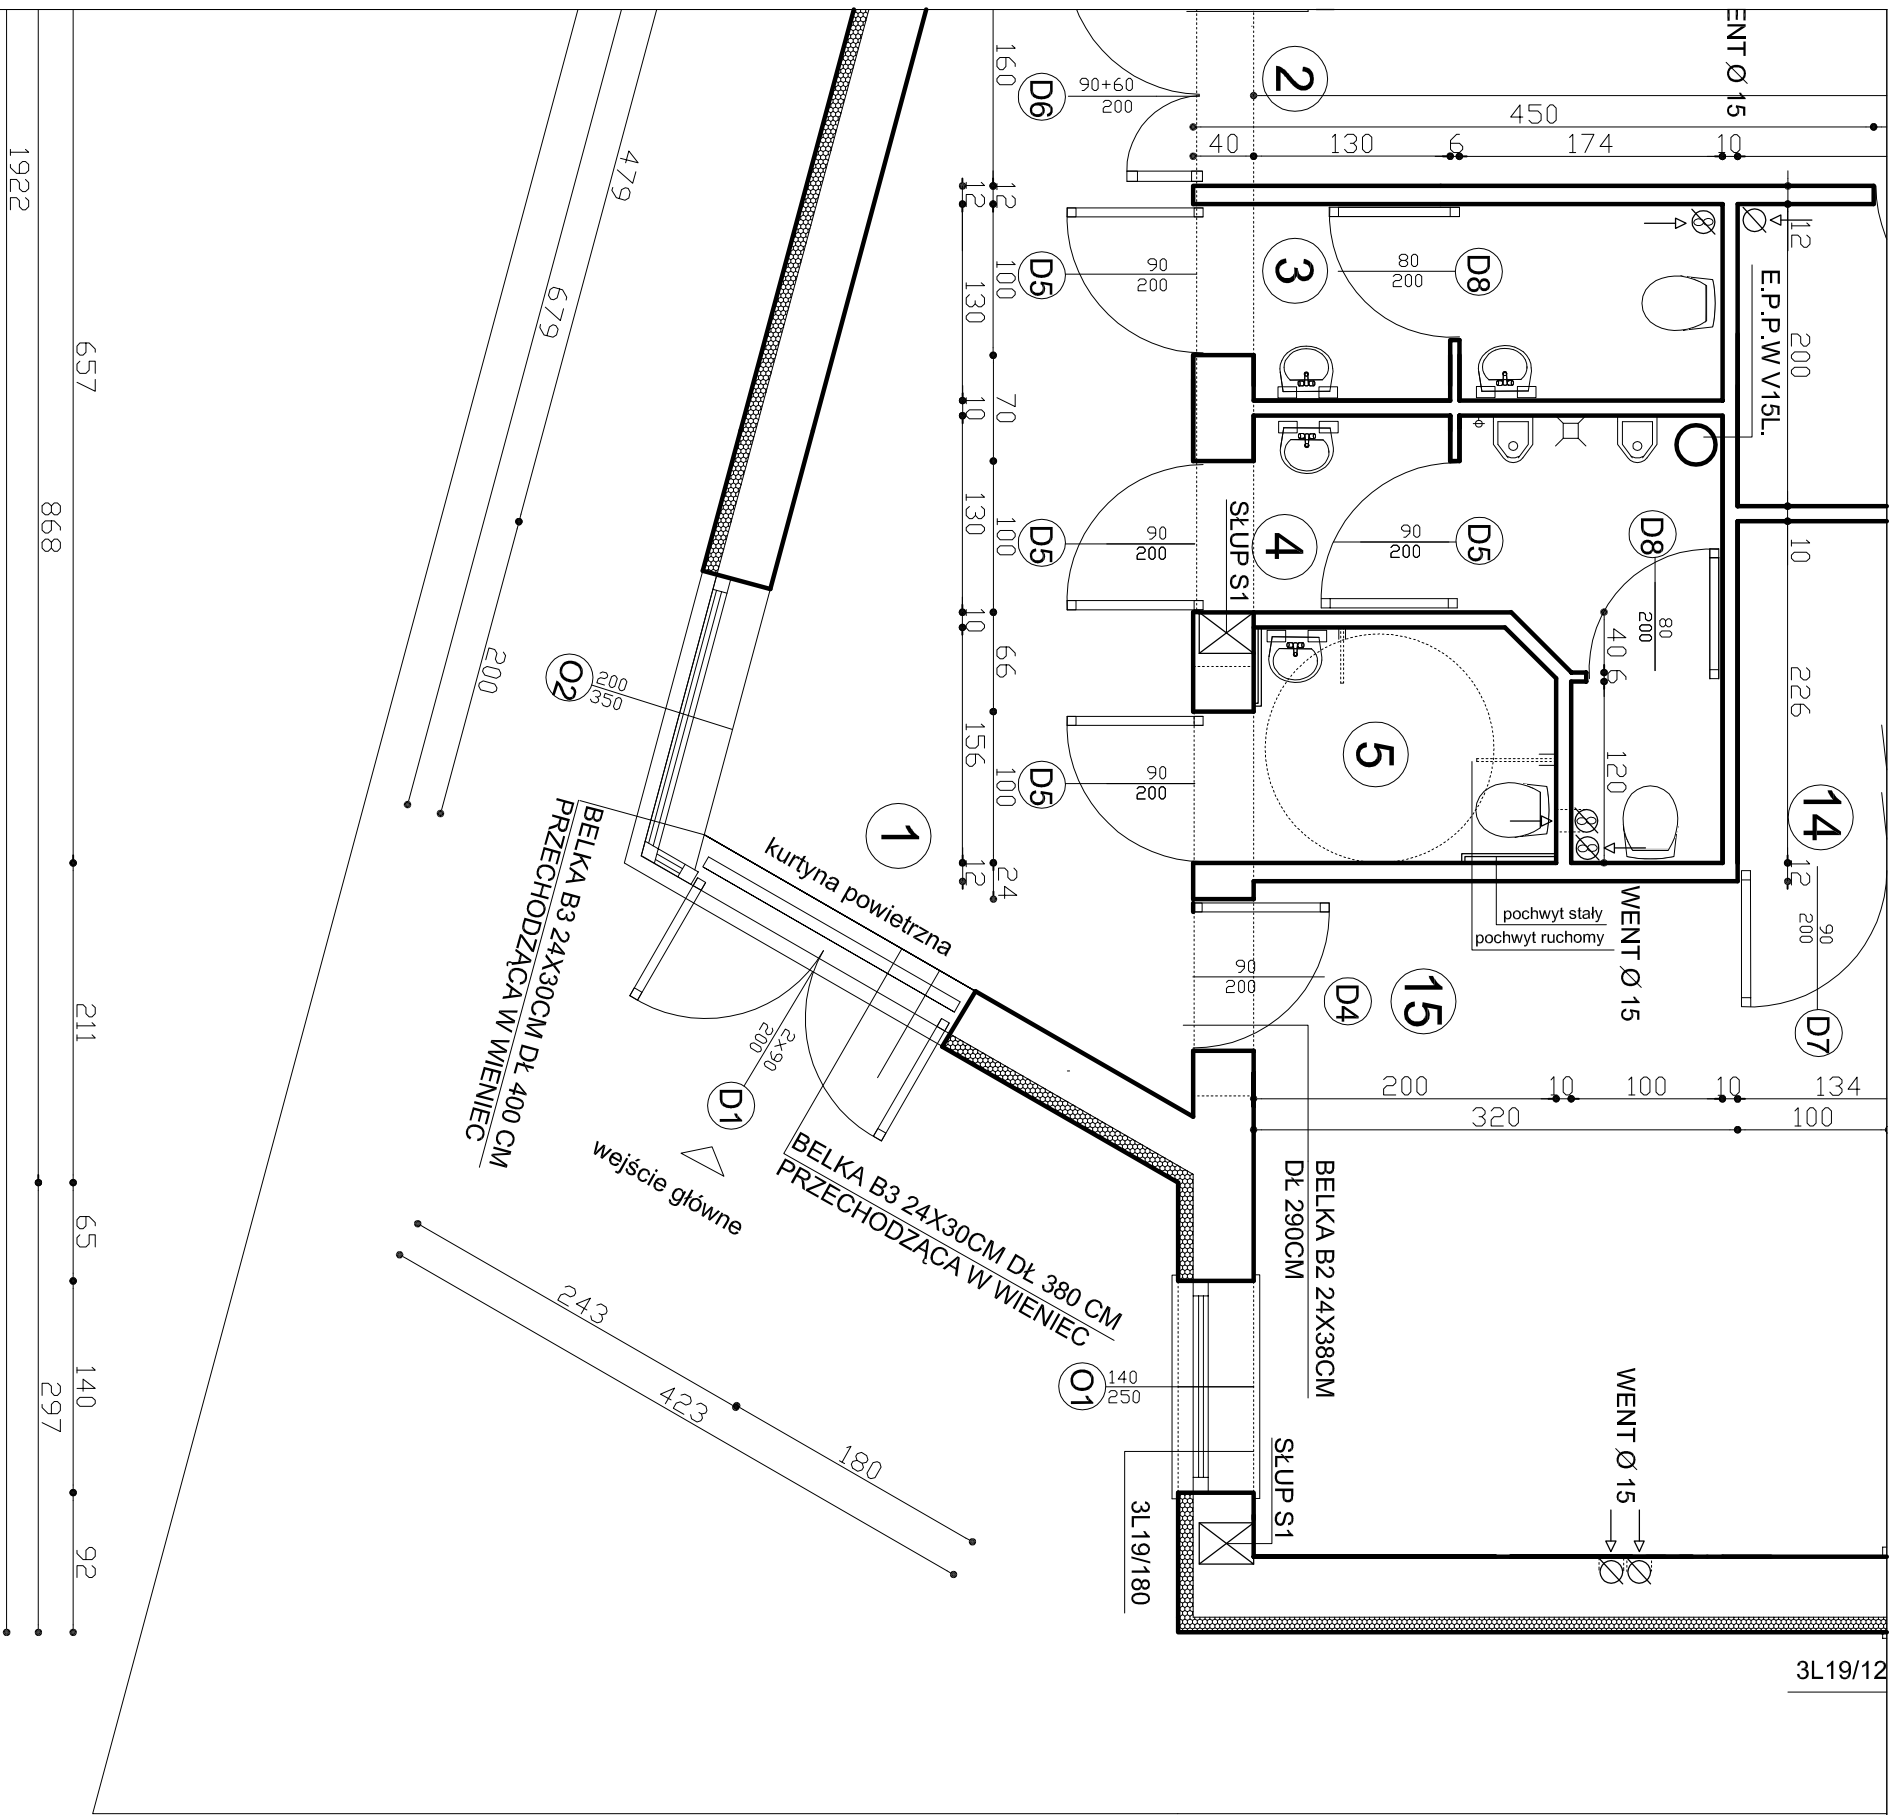 ENT Ø 15
2
90+60
200
D6
160
450
40
130
6
174
10
12
12
12
479
679
657
1922
868
D5
90
200
100
130
3
80
200
D8
E.P.P.W V15L.
200
70
10
D5
90
200
130
100
SŁUP S1
4
90
200
D5
D8
80
200
40
6
10
226
10
66
200
O2
200
350
156
100
D5
90
200
5
120
14
1
12
24
12
kurtyna powietrzna
BELKA B3 24X30CM DŁ 400 CM
PRZECHODZĄCA W WIENIEC
pochwyt stały
pochwyt ruchomy
WENT Ø 15
90
200
D7
90
200
D4
15
211
2x90
200
D1
wejście główne
BELKA B3 24X30CM DŁ 380 CM
PRZECHODZĄCA W WIENIEC
200
10
100
10
134
320
100
BELKA B2 24X38CM
DŁ 290CM
65
243
423
180
140
297
92
O1
140
250
WENT Ø 15
SŁUP S1
3L19/180
3L19/12